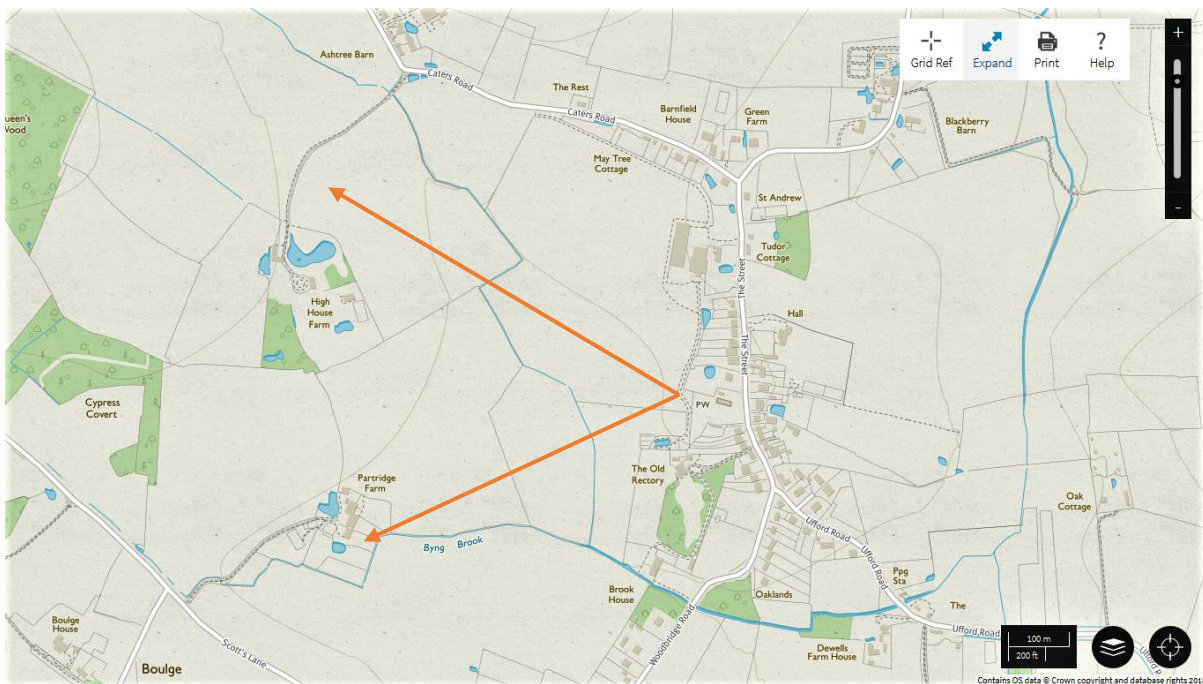 Ashtree Barn
Caters Road
The Rest
Caters Road
Barnfield
House
Green
Farm
Grid Ref
Expand
Print
?
Help
+
-
Blackberry
Barn
Queen's
Wood
May Tree
Cottage
St Andrew
Tudor
Cottage
The Street
High
House
Farm
Hall
The Street
Cypress
Covert
PW
Partridge
Farm
The Old
Rectory
Oak
Cottage
Byng Brook
Ufford Road
Ufford Road
Ppg
Sta
Brook
House
Oaklands
The
Ufford Road
Boulge
House
Woodbridge Road
Dewells
Farm House
Scott's Lane
Boulge
100 m
200 ft
Contains OS data © Crown copyright and database rights 201